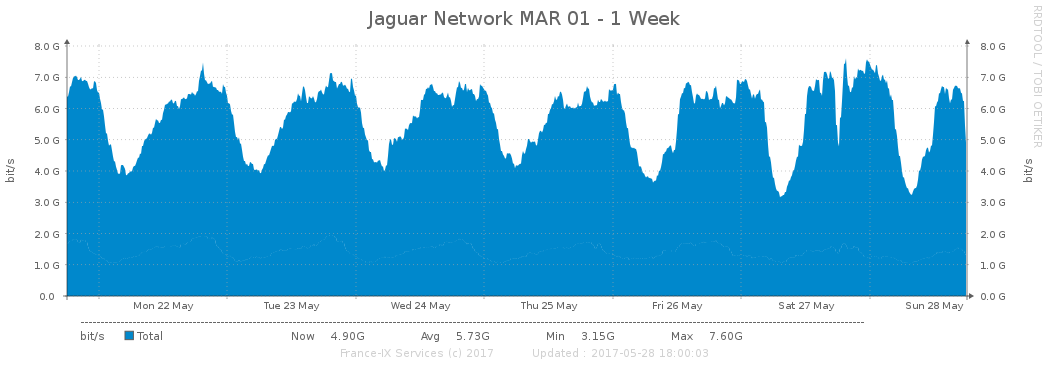 Jaguar Network MAR 01 - 1 Week
RRDTOOL / TOBI OETIKER
bit/s
8.0 G
7.0 G
6.0 G
5.0 G
4.0 G
3.0 G
2.0 G
1.0 G
0.0
8.0 G
7.0 G
6.0 G
5.0 G
4.0 G
3.0 G
2.0 G
1.0 G
0.0 G
bit/s
Mon 22 May Tue 23 May Wed 24 May Thu 25 May Fri 26 May Sat 27 May Sun 28 May
bit/s Total Now 4.90G Avg 5.73G Min 3.15G Max 7.60G
France-IX Services (c) 2017 Updated : 2017-05-28 18:00:03